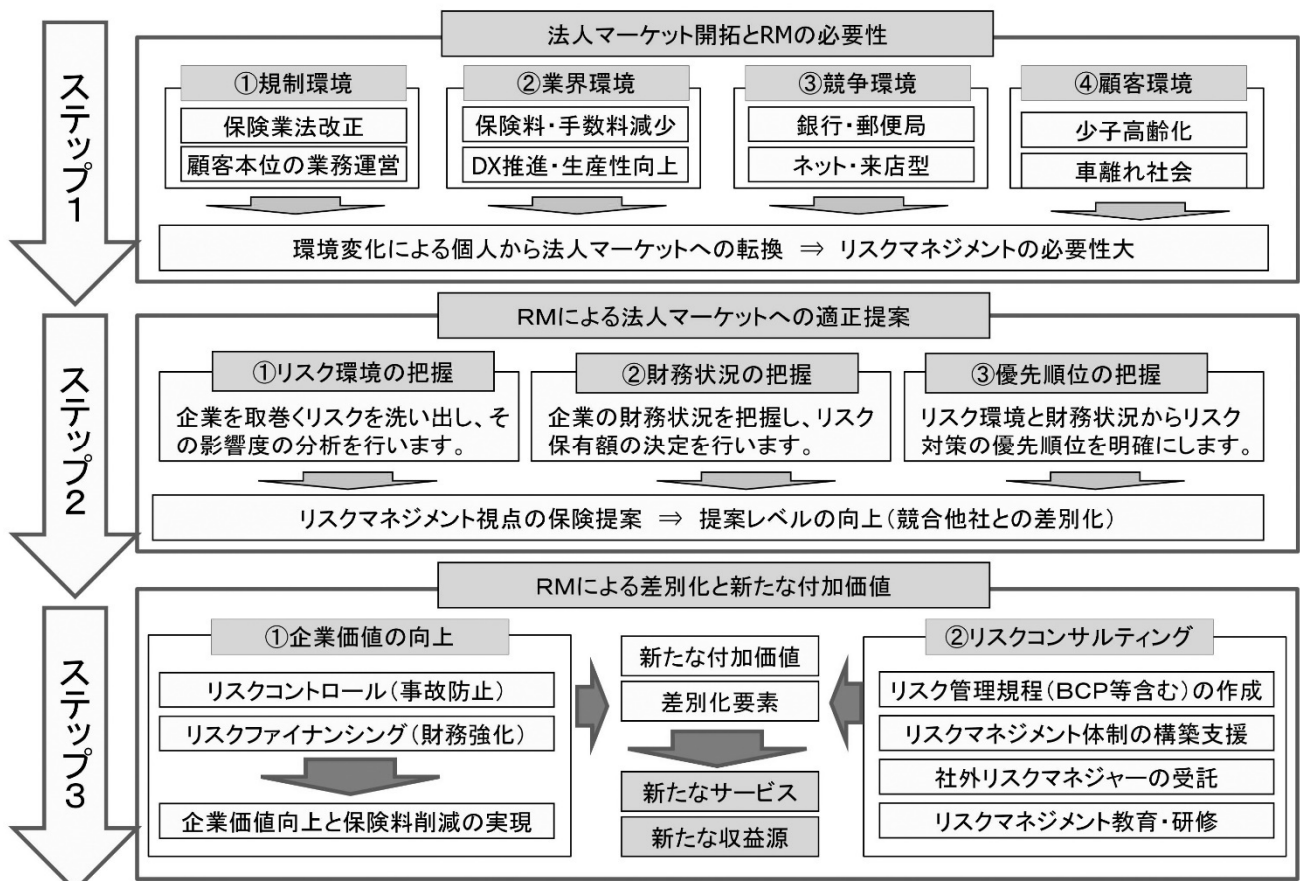 ステップ1
法人マーケット開拓とRMの必要性
①規制環境
保険業法改正
顧客本位の業務運営
②業界環境
保険料・手数料減少
DX推進・生産性向上
③競争環境
銀行・郵便局
ネット・来店型
④顧客環境
少子高齢化
車離れ社会
環境変化による個人から法人マーケットへの転換 ⇒ リスクマネジメントの必要性大
ステップ2
RMによる法人マーケットへの適正提案
①リスク環境の把握
企業を取巻くリスクを洗い出し、そ
の影響度の分析を行います。
②財務状況の把握
企業の財務状況を把握し、リスク
保有額の決定を行います。
③優先順位の把握
リスク環境と財務状況からリスク
対策の優先順位を明確にします。
リスクマネジメント視点の保険提案 ⇒ 提案レベルの向上(競合他社との差別化)
ステップ3
RMによる差別化と新たな付加価値
①企業価値の向上
リスクコントロール(事故防止)
リスクファイナンシング(財務強化)
企業価値向上と保険料削減の実現
新たな付加価値
差別化要素
新たなサービス
新たな収益源
②リスクコンサルティング
リスク管理規程(BCP等含む)の作成
リスクマネジメント体制の構築支援
社外リスクマネジャーの受託
リスクマネジメント教育・研修